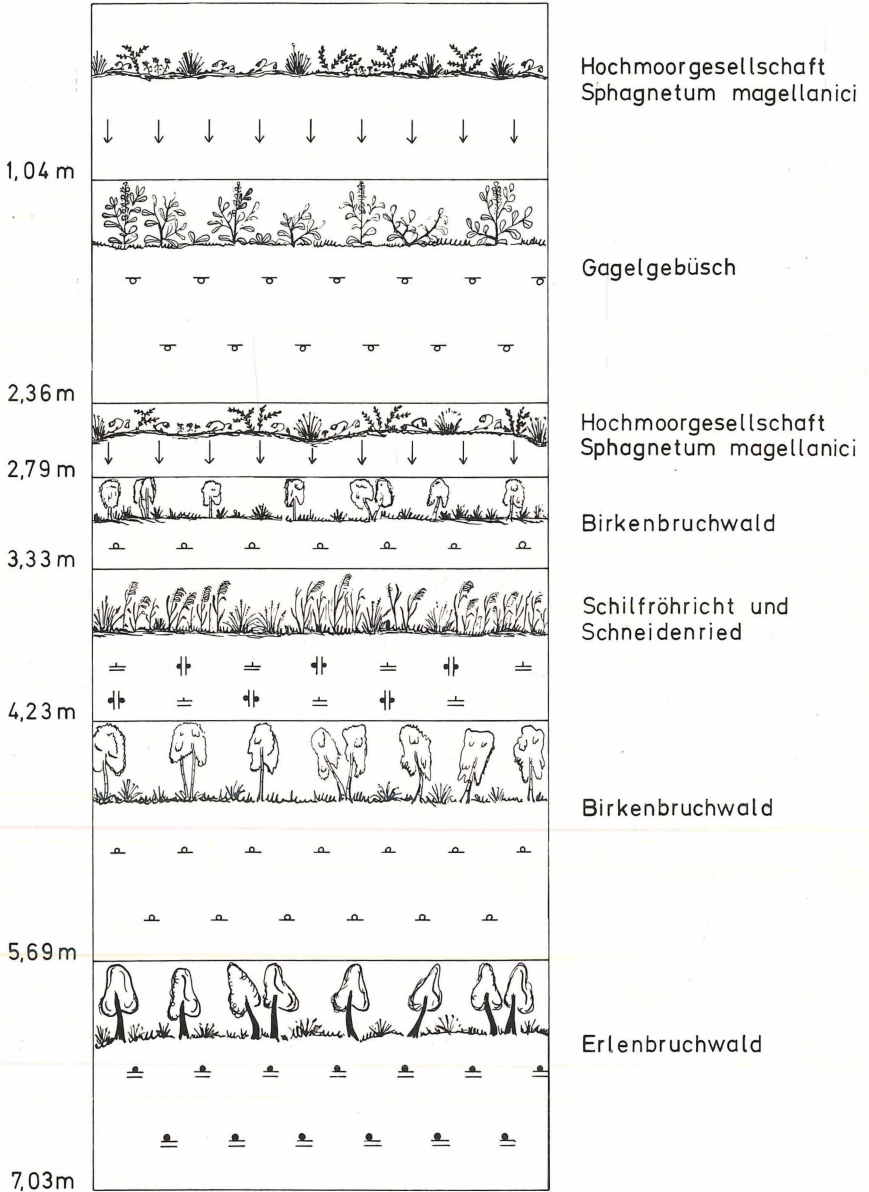 Hochmoorgesellschaft
Sphagnetum magellanici
1,04 m
Gagelgebüsch
2,36 m
Hochmoorgesellschaft
Sphagnetum magellanici
2,79 m
Birkenbruchwald
3,33 m
Schilfröhricht und
Schneidenried
4,23 m
Birkenbruchwald
5,69 m
Erlenbruchwald
7,03 m